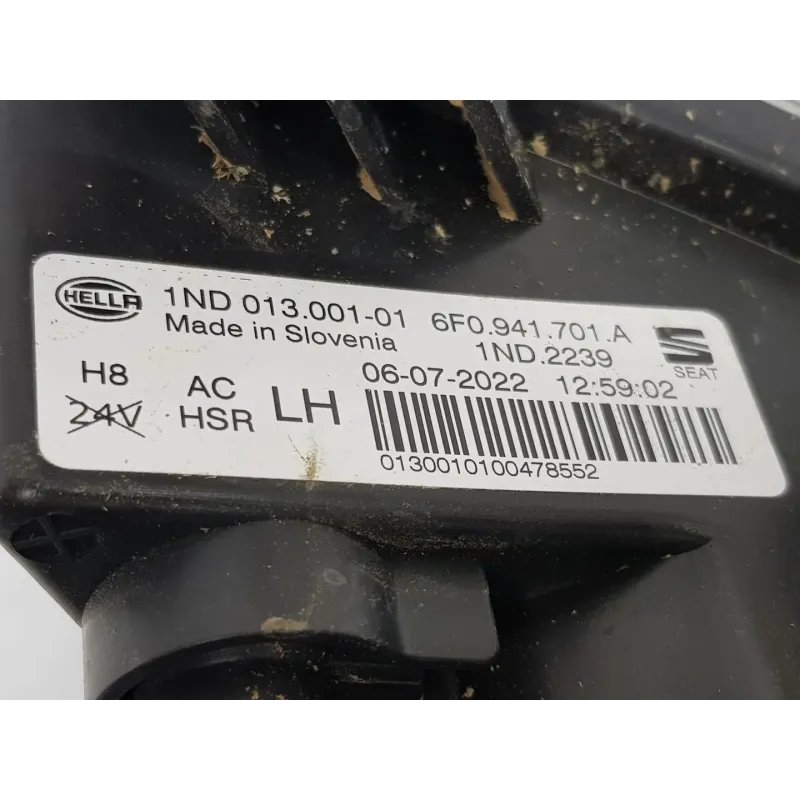 HELLA
1ND 013.001-01 6F0.941.701.A
Made in Slovenia 1ND.2239
SEAT
H8 AC LH 06-07-2022 12:59:02
24V HSR
0130010100478552